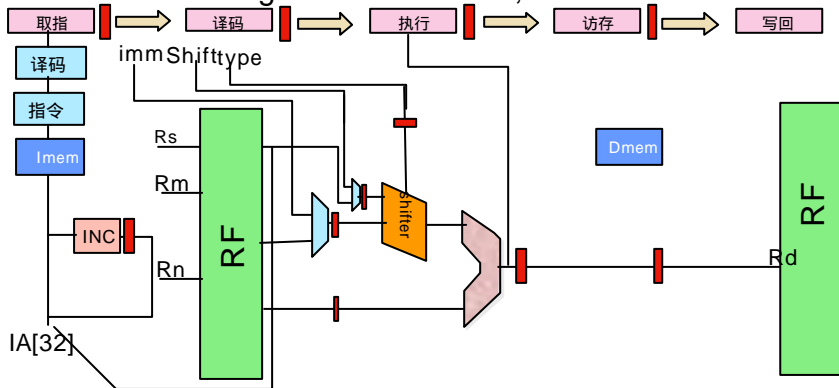 取指
译码
执行
访存
写回
译码
imm
Shift
type
指令
Imem
Rs
Rm
Rn
RF
INC
shifter
Dmem
RF
Rd
IA[32]